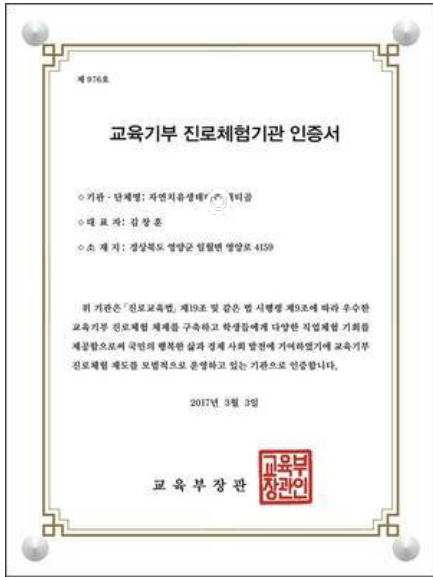 제 976호
교육기부 진로체험기관 인증서
◇ 기관 · 단체명: 자연치유생태마을 대티골
◇ 대 표 자: 김 창 훈
◇ 소 재 지: 경상북도 영양군 일월면 영양로 4159
위 기관은「진로교육법」제19조 및 같은 법 시행령 제9조에 따라 우수한
교육기부 진로체험 체제를 구축하고 학생들에게 다양한 직업체험 기회를
제공함으로써 국민의 행복한 삶과 경제 사회 발전에 기여하였기에 교육기부
진로체험 제도를 모범적으로 운영하고 있는 기관으로 인증합니다.
2017년 3월 3일
교 육 부 장 관
교육부
장관인